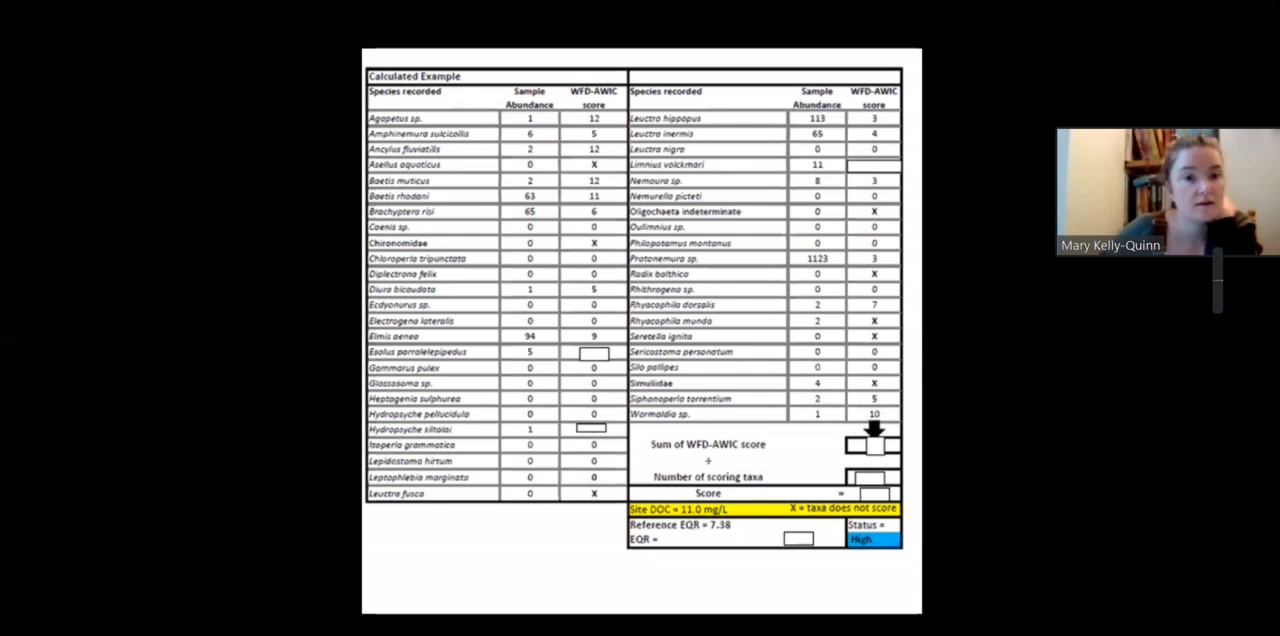 Calculated Example
Species recorded Sample Abundance WFD-AWIC score
Agapetus sp. 1 12
Amphinemura sulcicollis 6 5
Ancylus fluviatilis 2 12
Asellus aquaticus 0 X
Baetis muticus 2 12
Baetis rhodani 63 11
Brachyptera risi 65 6
Caenis sp. 0 0
Chironomidae 0 X
Chloroperla tripunctata 0 0
Diplectrona felix 0 0
Diura bicaudata 1 5
Ecdyonurus sp. 0 0
Electrogena lateralis 0 0
Elmis aenea 94 9
Esolus parralelepipedus 5
Gammarus pulex 0 0
Glossosoma sp. 0 0
Heptagenia sulphurea 0 0
Hydropsyche pellucidula 0 0
Hydropsyche siltalai 1
Isoperla grammatica 0 0
Lepidostoma hirtum 0 0
Leptophlebia marginata 0 0
Leuctra fusca 0 X
Species recorded Sample Abundance WFD-AWIC score
Leuctra hippopus 113 3
Leuctra inermis 65 4
Leuctra nigra 0 0
Limnius volckmari 11
Nemoura sp. 8 3
Nemurella picteti 0 0
Oligochaeta indeterminate 0 X
Oulimnius sp. 0 0
Philopotamus montanus 0 0
Protonemura sp. 1123 3
Radix balthica 0 X
Rhithrogena sp. 0 0
Rhyacophila dorsalis 2 7
Rhyacophila munda 2 X
Seretella ignita 0 X
Sericostoma personatum 0 0
Silo pallipes 0 0
Simuliidae 4 X
Siphonoperla torrentium 2 5
Wormaldia sp. 1 10
Sum of WFD-AWIC score
÷
Number of scoring taxa
Score =
Site DOC = 11.0 mg/L X = taxa does not score
Reference EQR = 7.38 Status =
EQR = High
Mary Kelly-Quinn